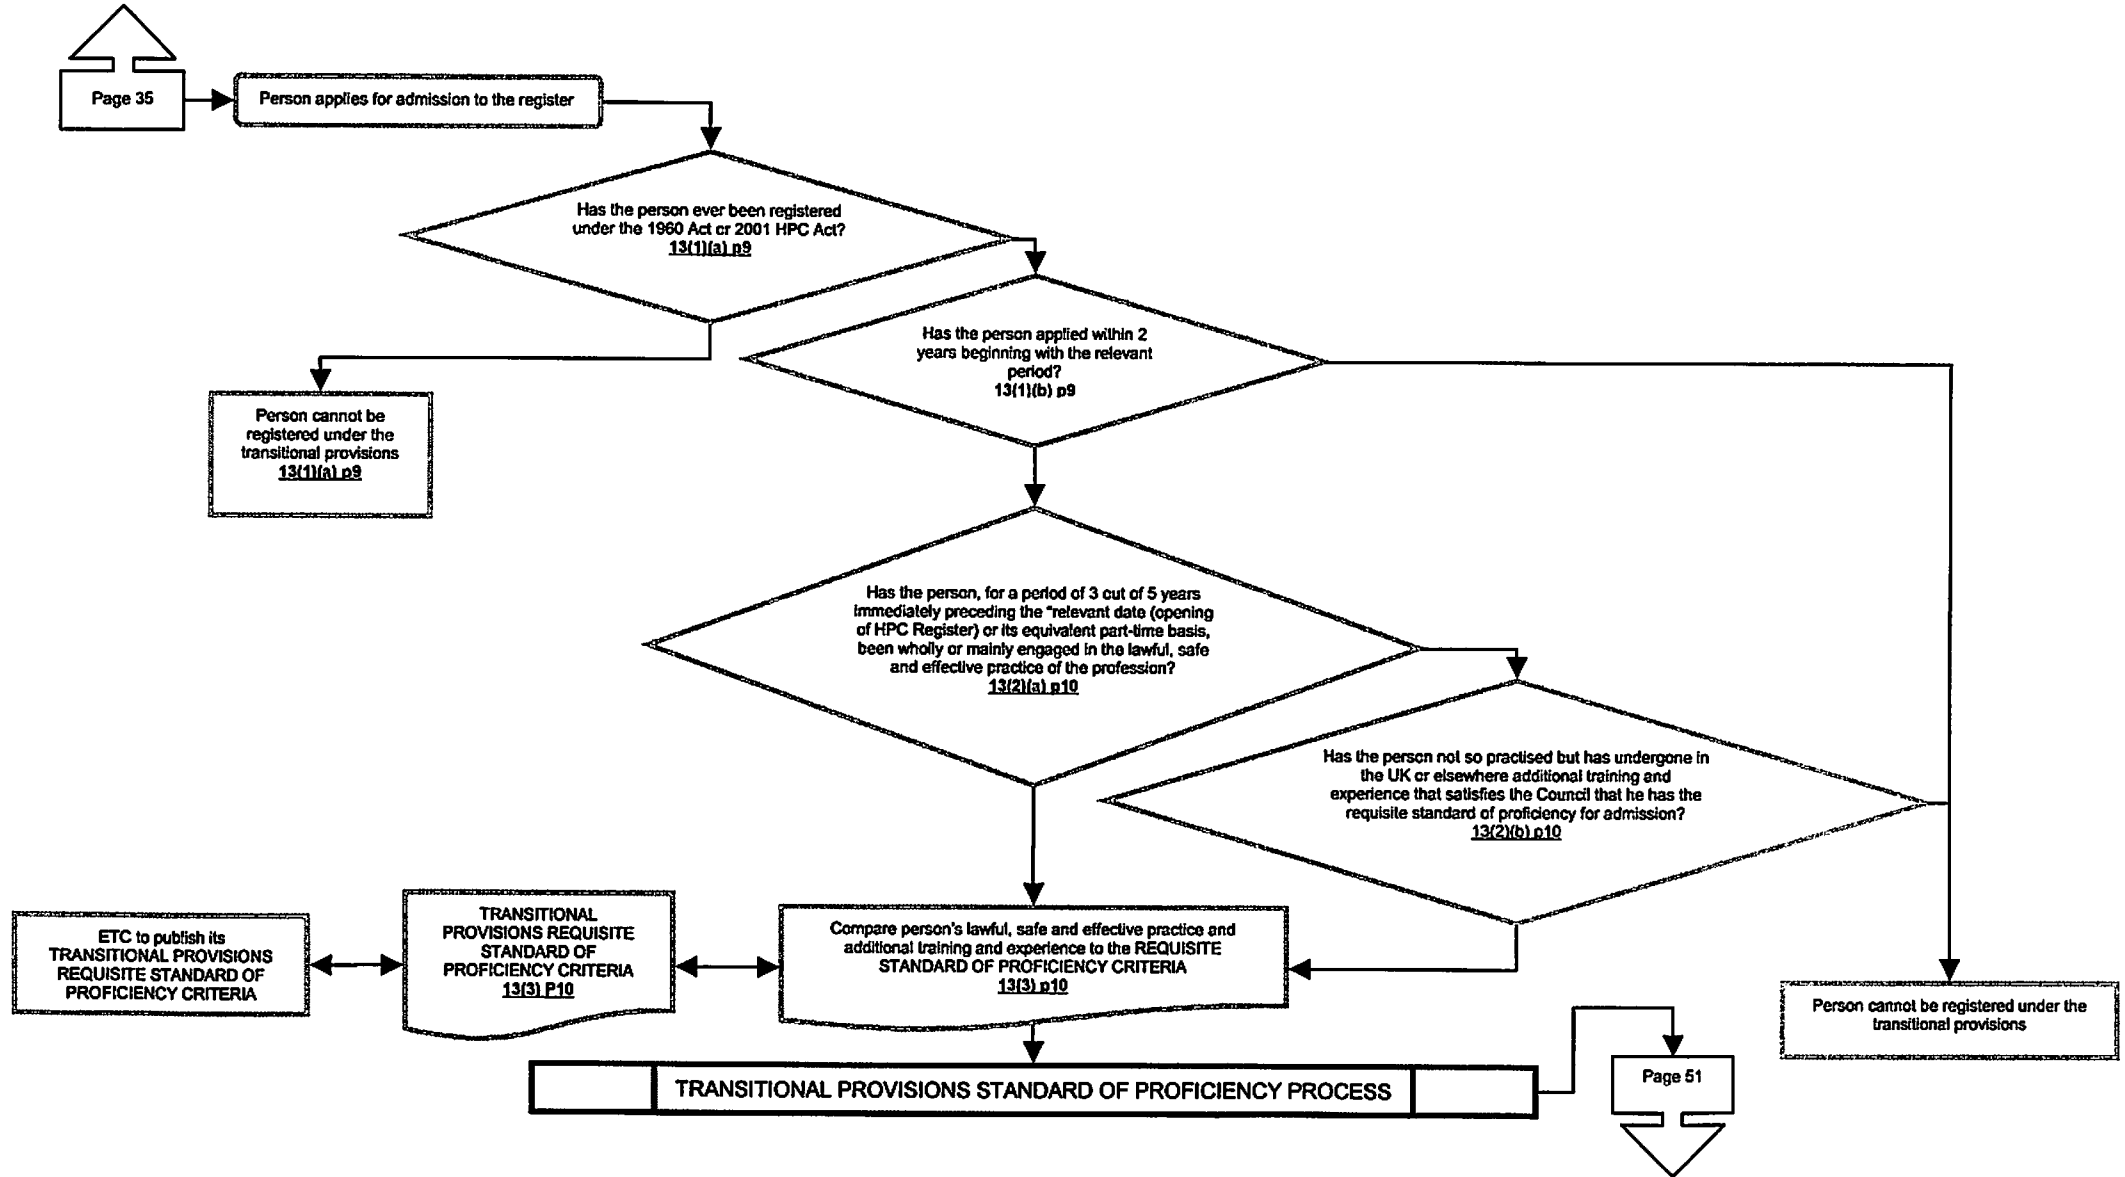 Page 35
Person applies for admission to the register
Has the person ever been registered
under the 1960 Act or 2001 HPC Act?
13(1)(a) p9
Has the person applied within 2
years beginning with the relevant
period?
13(1)(b) p9
Person cannot be
registered under the
transitional provisions
13(1)(a) p9
Has the person, for a period of 3 out of 5 years
immediately preceding the "relevant date (opening
of HPC Register) or its equivalent part-time basis,
been wholly or mainly engaged in the lawful, safe
and effective practice of the profession?
13(2)(a) p10
Has the person not so practised but has undergone in
the UK or elsewhere additional training and
experience that satisfies the Council that he has the
requisite standard of proficiency for admission?
13(2)(b) p10
ETC to publish its
TRANSITIONAL PROVISIONS
REQUISITE STANDARD OF
PROFICIENCY CRITERIA
TRANSITIONAL
PROVISIONS REQUISITE
STANDARD OF
PROFICIENCY CRITERIA
13(3) P10
Compare person's lawful, safe and effective practice and
additional training and experience to the REQUISITE
STANDARD OF PROFICIENCY CRITERIA
13(3) p10
Person cannot be registered under the
transitional provisions
TRANSITIONAL PROVISIONS STANDARD OF PROFICIENCY PROCESS
Page 51